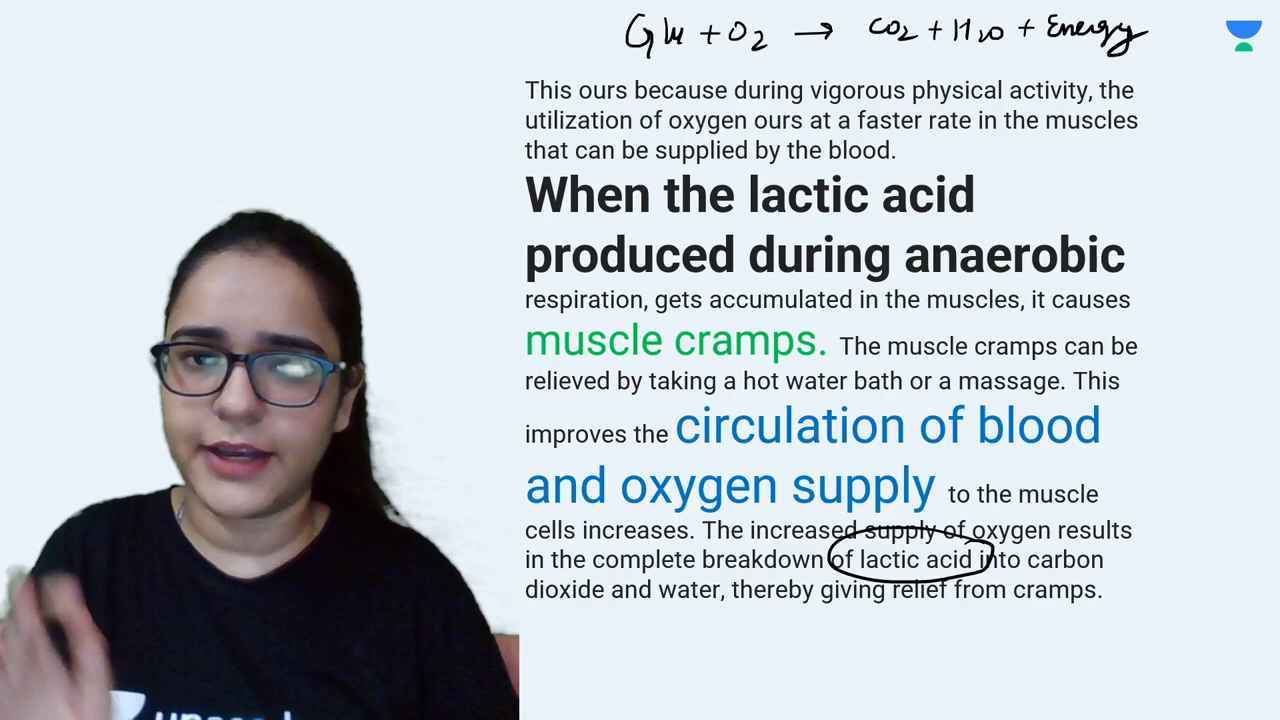 Glu + O2 → CO2 + H2O + Energy
This ours because during vigorous physical activity, the
utilization of oxygen ours at a faster rate in the muscles
that can be supplied by the blood.
When the lactic acid
produced during anaerobic
respiration, gets accumulated in the muscles, it causes
muscle cramps. The muscle cramps can be
relieved by taking a hot water bath or a massage. This
improves the circulation of blood
and oxygen supply to the muscle
cells increases. The increased supply of oxygen results
in the complete breakdown of lactic acid into carbon
dioxide and water, thereby giving relief from cramps.